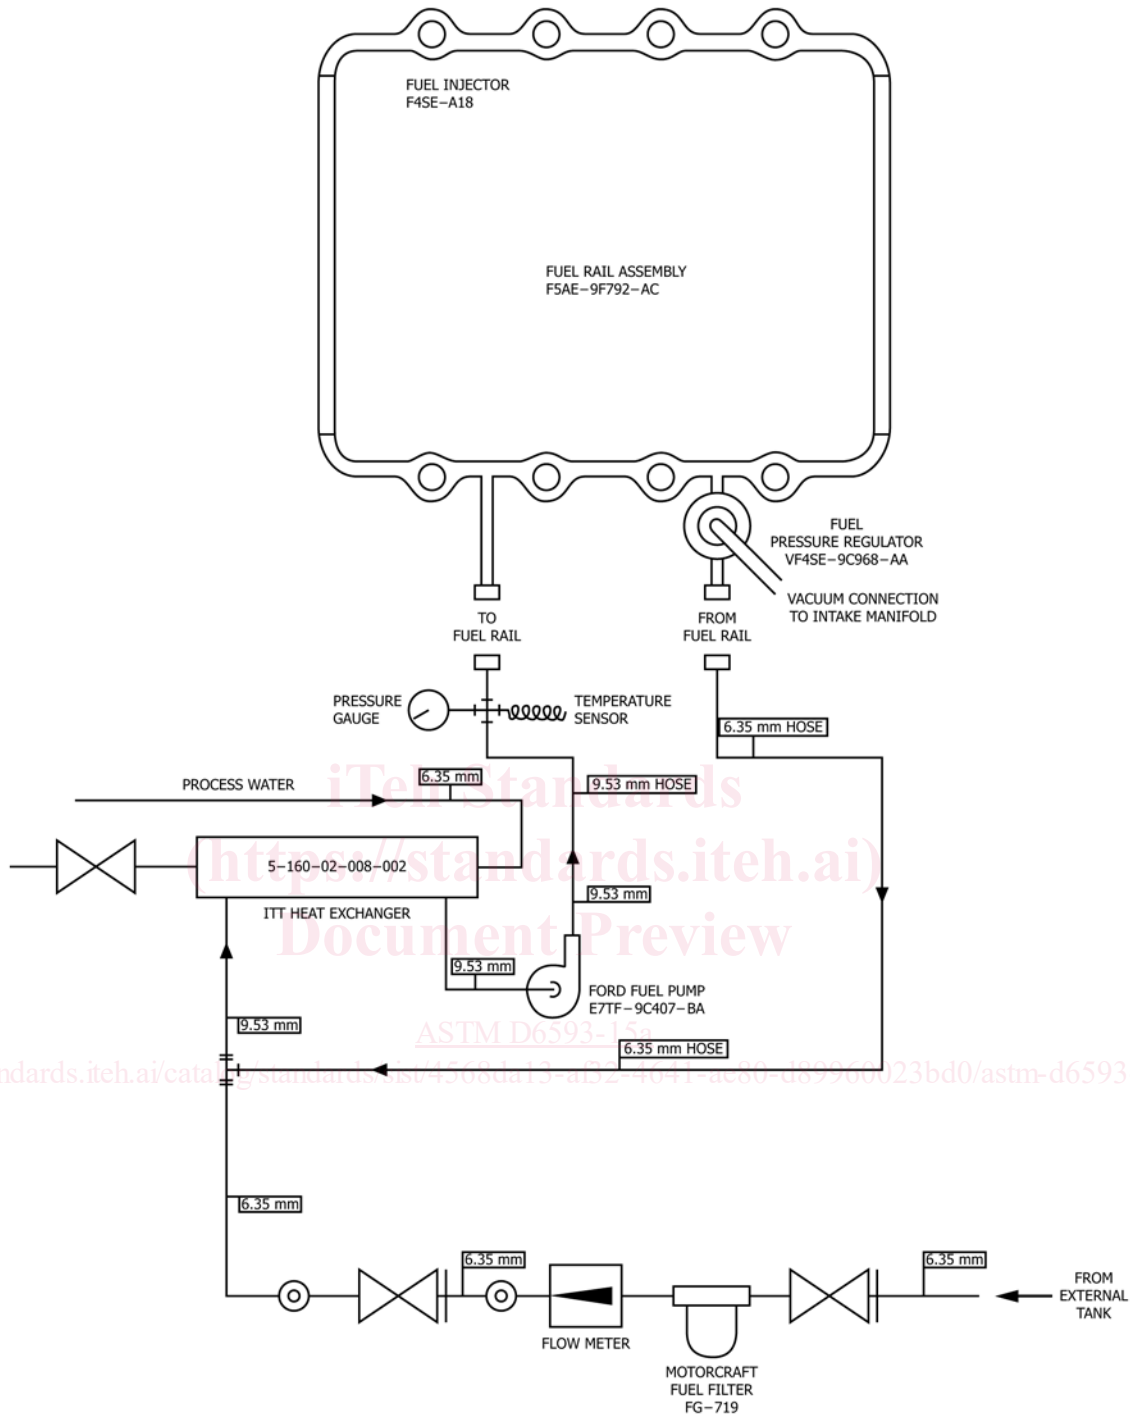 FUEL INJECTOR
F4SE-A18
FUEL RAIL ASSEMBLY
F5AE-9F792-AC
FUEL
PRESSURE REGULATOR
VF4SE-9C968-AA
VACUUM CONNECTION
TO INTAKE MANIFOLD
TO
FUEL RAIL
FROM
FUEL RAIL
PRESSURE
GAUGE
TEMPERATURE
SENSOR
6.35 mm HOSE
PROCESS WATER
6.35 mm
9.53 mm HOSE
iTeh Standards
(https://standards.iteh.ai)
Document Preview
5-160-02-008-002
ITT HEAT EXCHANGER
9.53 mm
9.53 mm
FORD FUEL PUMP
E7TF-9C407-BA
9.53 mm
ASTM D6593-15a
6.35 mm HOSE
ndards.iteh.ai/catalog/standards/sist/4568da13-af32-4641-ae80-d89960023bd0/astm-d6593
6.35 mm
6.35 mm
6.35 mm
FROM
EXTERNAL
TANK
FLOW METER
MOTORCRAFT
FUEL FILTER
FG-719